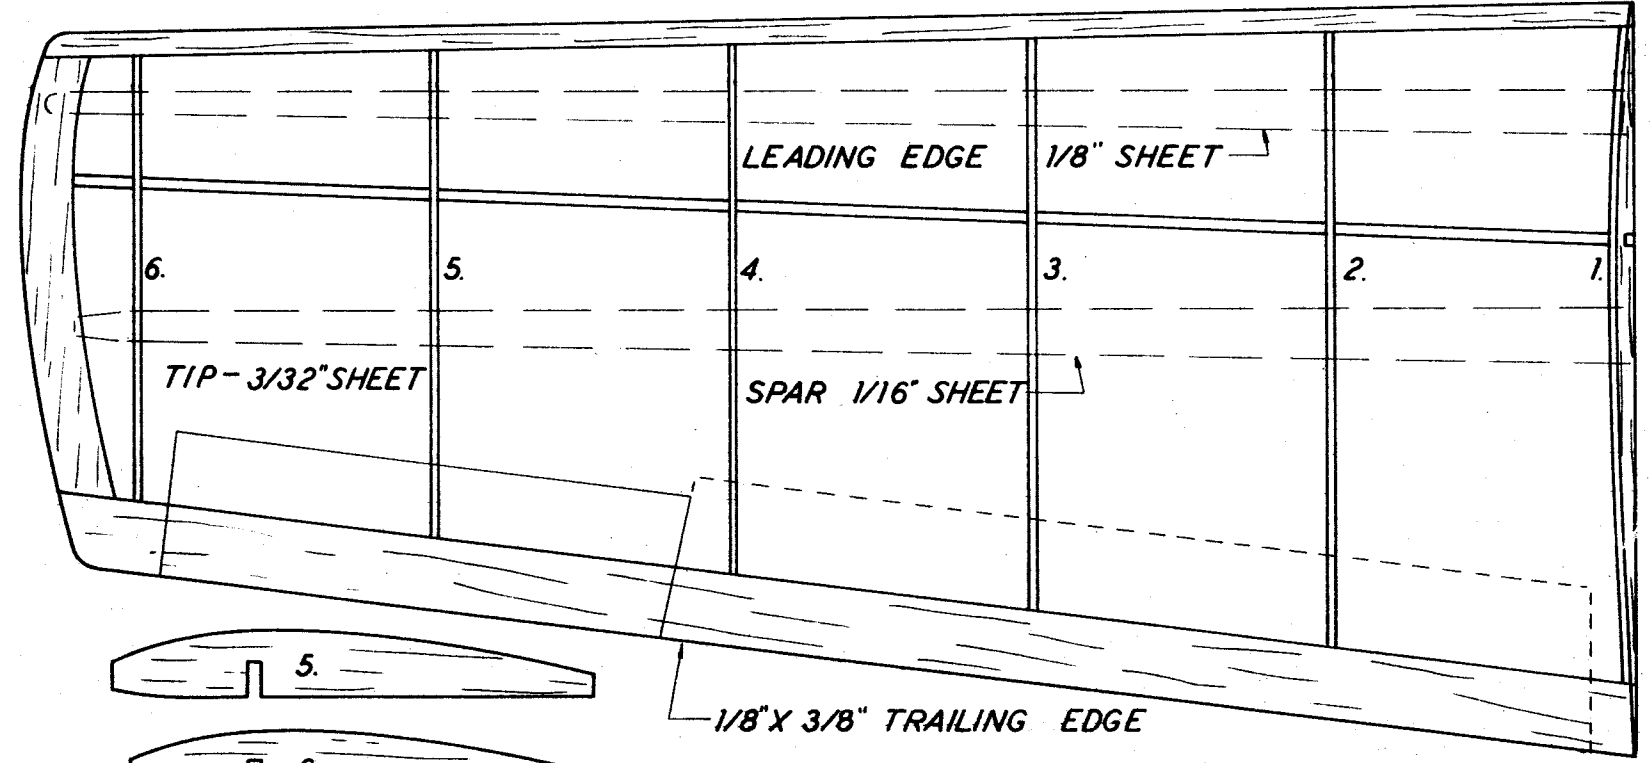 LEADING EDGE 1/8" SHEET
6. 5. 4. 3. 2. 1.
TIP - 3/32" SHEET
SPAR 1/16" SHEET
5.
1/8" X 3/8" TRAILING EDGE